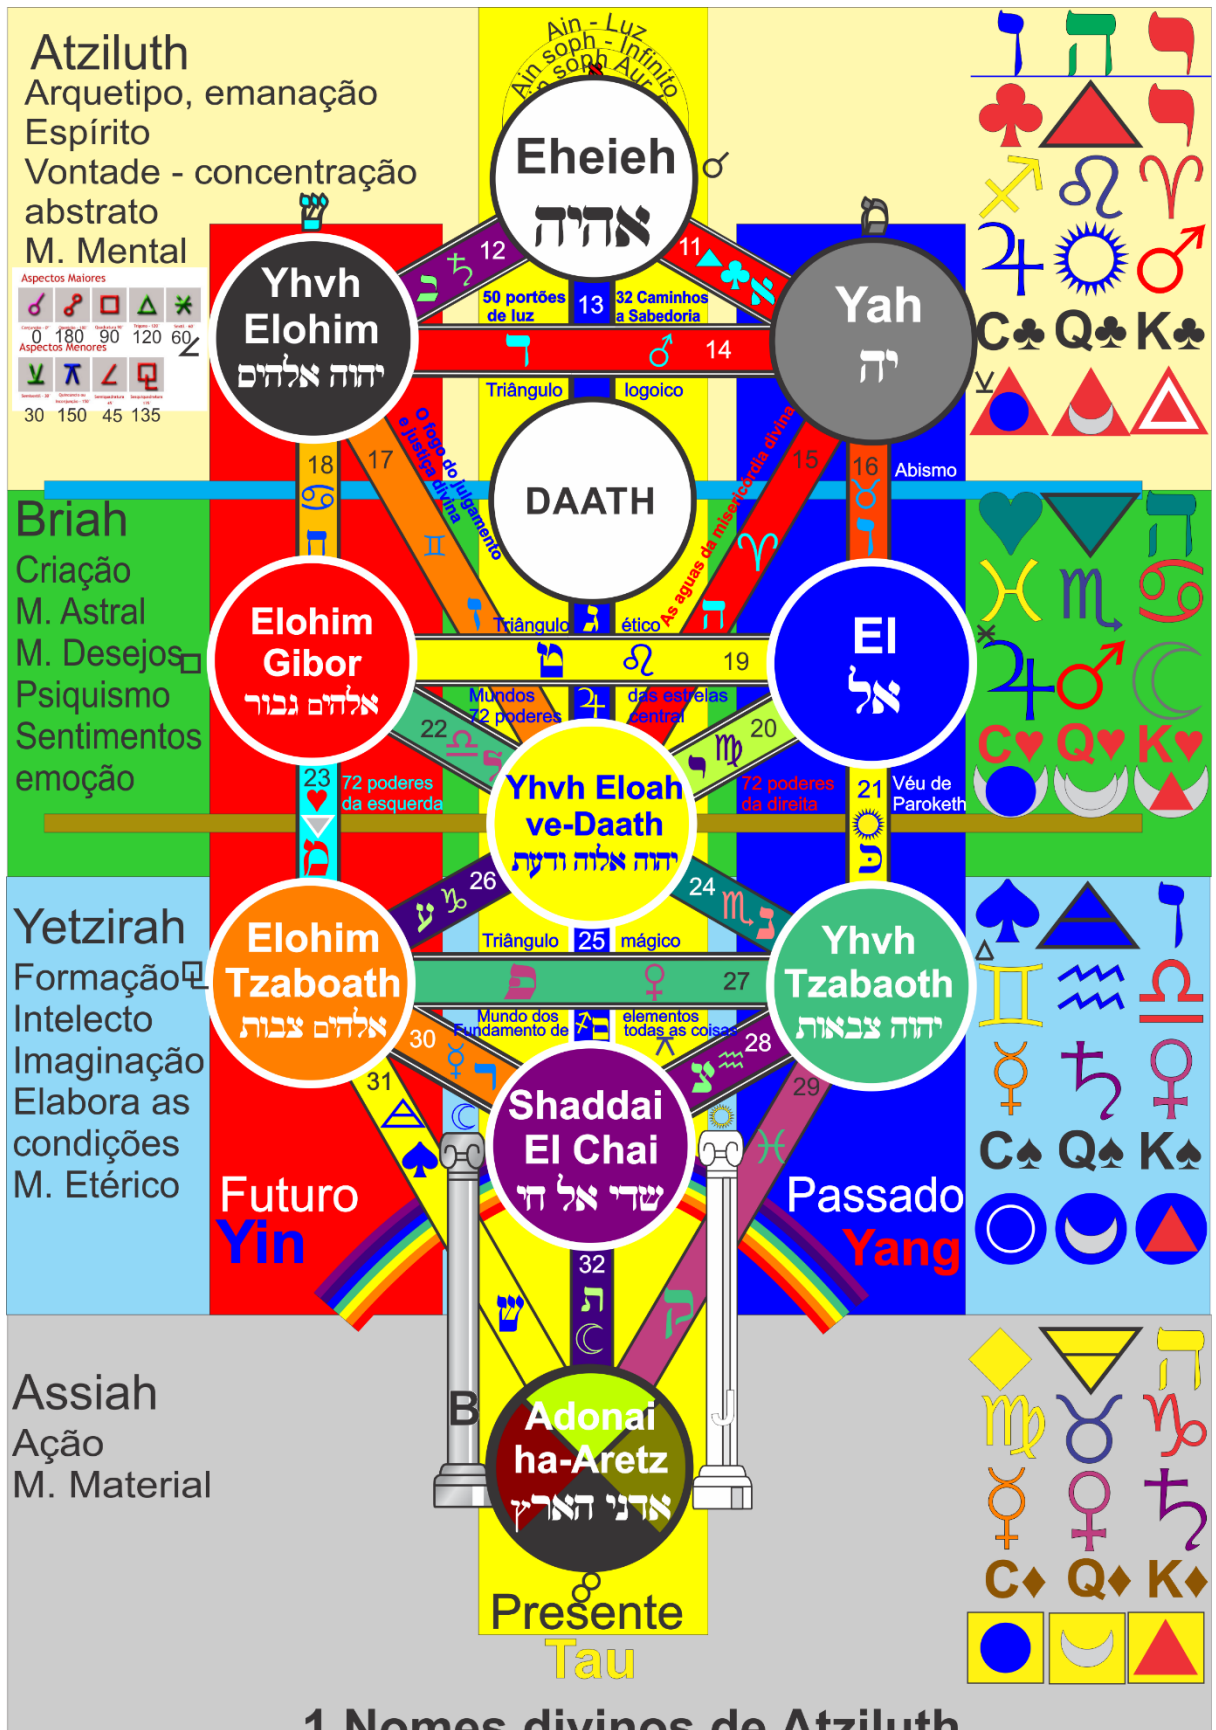 Ain - Luz
Ain soph - Infinito
Ain soph Aur
Atziluth
Arquetipo, emanação
Espírito
Vontade - concentração
abstrato
M. Mental
Aspectos Maiores
0 180 90 120 60
Aspectos Menores
30 150 45 135
ו ה י
י
C♣ Q♣ K♣
Eheieh
אהיה
ש
מ
12
כ
11
א
Yhvh
Elohim
יהוה אלהים
Yah
יה
50 portões
de luz
13
32 Caminhos
a Sabedoria
ד
14
Triângulo
logoico
O fogo do julgamento
e justiça divina
As aguas da misericórdia divina
DAATH
18
17
15
16
Abismo
ח
ז
ה
ו
Briah
Criação
M. Astral
M. Desejos
Psiquismo
Sentimentos
emoção
ה
C♥ Q♥ K♥
Elohim
Gibor
אלהים גבור
El
אל
Triângulo
ג
ético
ט
19
Mundos
72 poderes
das estrelas
central
22
ל
20
י
Yhvh Eloah
ve-Daath
יהוה אלוה ודעת
23
72 poderes
da esquerda
72 poderes
da direita
21
Véu de
Paroketh
מ
26
ע
24
נ
Yetzirah
Formação
Intelecto
Imaginação
Elabora as
condições
M. Etérico
ו
C♠ Q♠ K♠
Elohim
Tzaboath
אלהים צבות
Yhvh
Tzabaoth
יהוה צבאות
Triângulo
25
mágico
פ
27
Mundo dos
Fundamento de
ס
elementos
todas as coisas
30
ר
28
צ
31
29
Shaddai
El Chai
שדי אל חי
Futuro
Yin
Passado
Yang
32
ת
ש
ק
Assiah
Ação
M. Material
B
J
Adonai
ha-Aretz
אדני הארץ
ה
C♦ Q♦ K♦
Presente
Tau
1 Nomes divinos de Atziluth